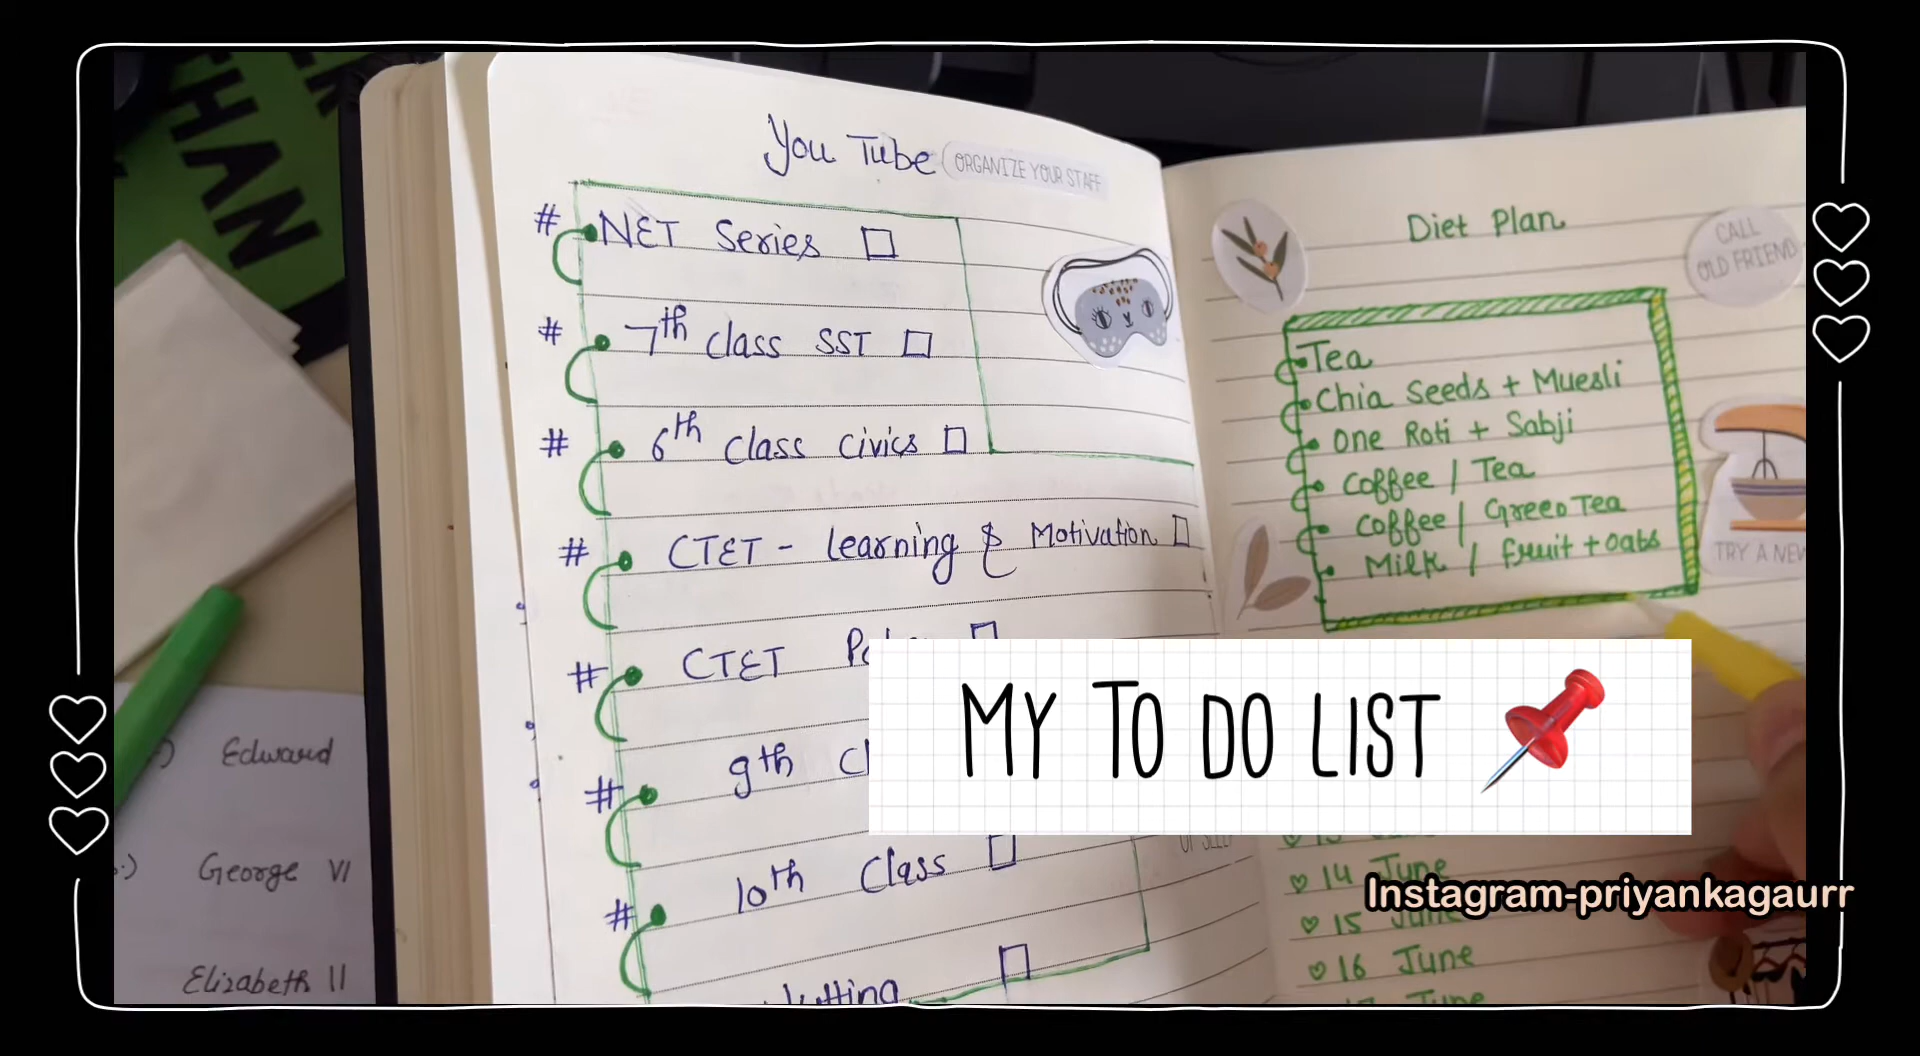 You Tube
ORGANIZE YOUR STAFF
# NET Series
# 7th class SST
# 6th class civics
# CTET - learning & Motivation
# CTET
# 9th
# 10th Class
Diet Plan
CALL
OLD FRIEND
Tea
Chia Seeds + Muesli
One Roti + Sabji
Coffee / Tea
Coffee / Green Tea
Milk / fruit + oats
TRY A NEW
MY TO DO LIST
14 June
15 June
16 June
June
Instagram-priyankagaurr
HAN
Edward
George VI
Elizabeth II